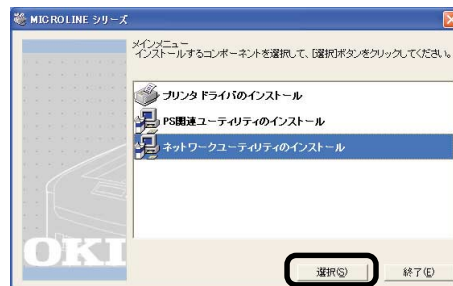 MICROLINE シリーズ
メインメニュー
インストールするコンポーネントを選択して、[選択]ボタンをクリックしてください。
プリンタドライバのインストール
PS関連ユーティリティのインストール
ネットワークユーティリティのインストール
OKI
選択(S)
終了(E)